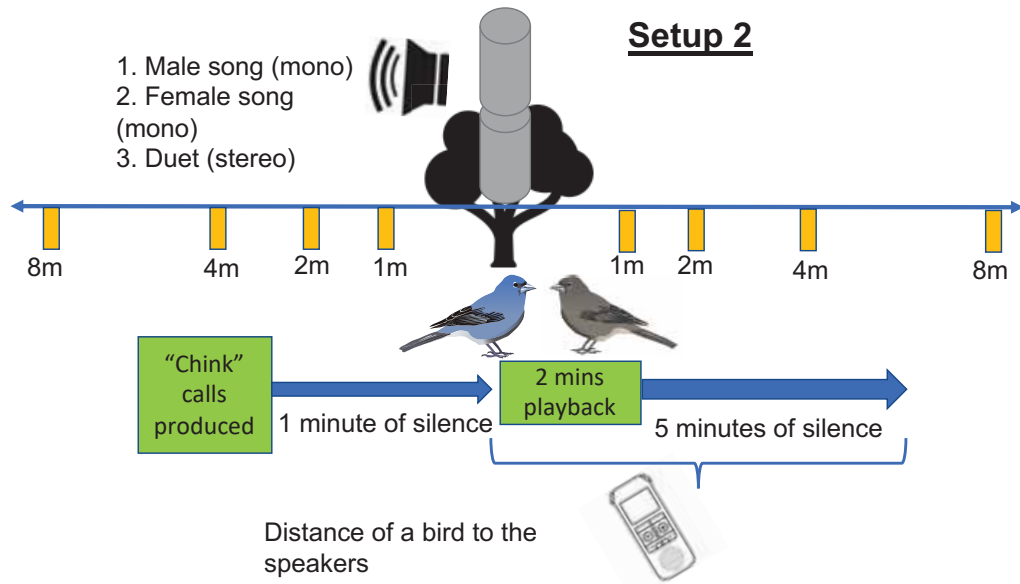 Setup 2
1. Male song (mono)
2. Female song
(mono)
3. Duet (stereo)
8m
4m
2m
1m
1m
2m
4m
8m
“Chink”
calls
produced
1 minute of silence
2 mins
playback
5 minutes of silence
Distance of a bird to the
speakers